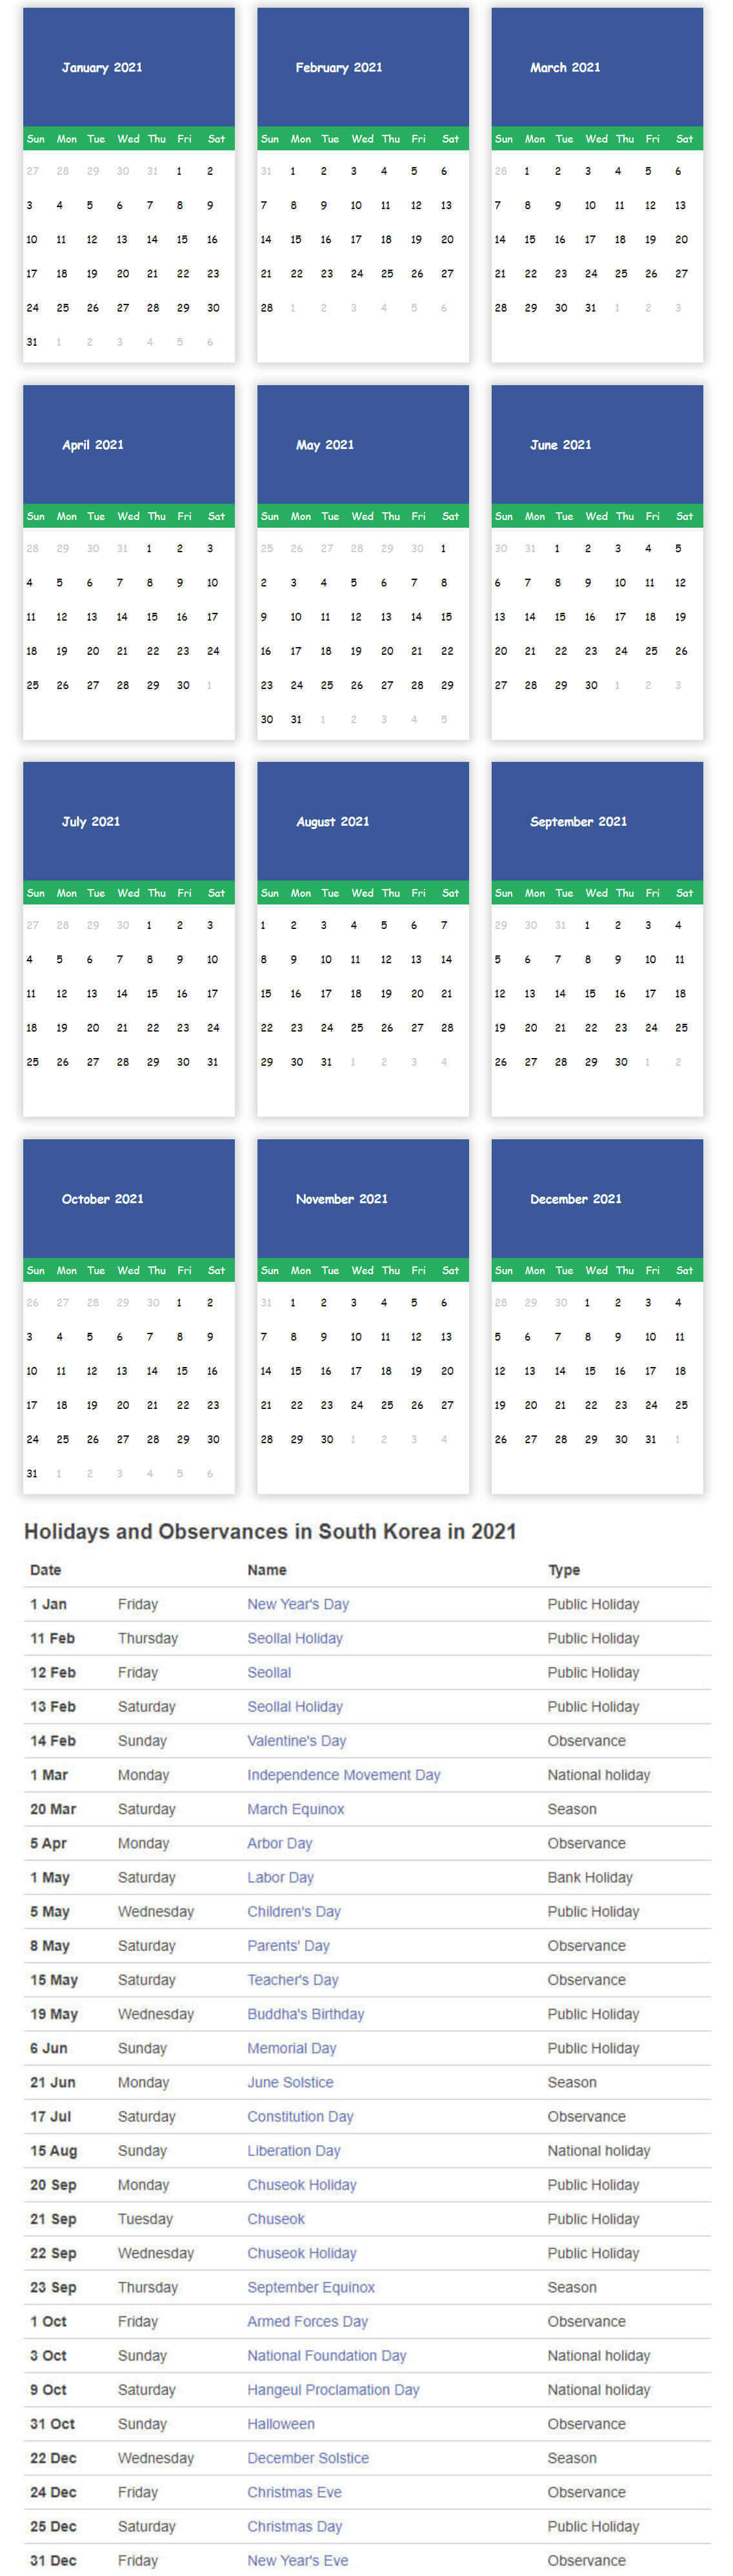 January 2021 February 2021 March 2021
Sun Mon Tue Wed Thu Fri Sat Sun Mon Tue Wed Thu Fri Sat Sun Mon Tue Wed Thu Fri Sat
27 28 29 30 31 1 2 31 1 2 3 4 5 6 28 1 2 3 4 5 6
3 4 5 6 7 8 9 7 8 9 10 11 12 13 7 8 9 10 11 12 13
10 11 12 13 14 15 16 14 15 16 17 18 19 20 14 15 16 17 18 19 20
17 18 19 20 21 22 23 21 22 23 24 25 26 27 21 22 23 24 25 26 27
24 25 26 27 28 29 30 28 1 2 3 4 5 6 28 29 30 31 1 2 3
31 1 2 3 4 5 6
April 2021 May 2021 June 2021
Sun Mon Tue Wed Thu Fri Sat Sun Mon Tue Wed Thu Fri Sat Sun Mon Tue Wed Thu Fri Sat
28 29 30 31 1 2 3 25 26 27 28 29 30 1 30 31 1 2 3 4 5
4 5 6 7 8 9 10 2 3 4 5 6 7 8 6 7 8 9 10 11 12
11 12 13 14 15 16 17 9 10 11 12 13 14 15 13 14 15 16 17 18 19
18 19 20 21 22 23 24 16 17 18 19 20 21 22 20 21 22 23 24 25 26
25 26 27 28 29 30 1 23 24 25 26 27 28 29 27 28 29 30 1 2 3
30 31 1 2 3 4 5
July 2021 August 2021 September 2021
Sun Mon Tue Wed Thu Fri Sat Sun Mon Tue Wed Thu Fri Sat Sun Mon Tue Wed Thu Fri Sat
27 28 29 30 1 2 3 1 2 3 4 5 6 7 29 30 31 1 2 3 4
4 5 6 7 8 9 10 8 9 10 11 12 13 14 5 6 7 8 9 10 11
11 12 13 14 15 16 17 15 16 17 18 19 20 21 12 13 14 15 16 17 18
18 19 20 21 22 23 24 22 23 24 25 26 27 28 19 20 21 22 23 24 25
25 26 27 28 29 30 31 29 30 31 1 2 3 4 26 27 28 29 30 1 2
October 2021 November 2021 December 2021
Sun Mon Tue Wed Thu Fri Sat Sun Mon Tue Wed Thu Fri Sat Sun Mon Tue Wed Thu Fri Sat
26 27 28 29 30 1 2 31 1 2 3 4 5 6 28 29 30 1 2 3 4
3 4 5 6 7 8 9 7 8 9 10 11 12 13 5 6 7 8 9 10 11
10 11 12 13 14 15 16 14 15 16 17 18 19 20 12 13 14 15 16 17 18
17 18 19 20 21 22 23 21 22 23 24 25 26 27 19 20 21 22 23 24 25
24 25 26 27 28 29 30 28 29 30 1 2 3 4 26 27 28 29 30 31 1
31 1 2 3 4 5 6
Holidays and Observances in South Korea in 2021
Date Name Type
1 Jan Friday New Year's Day Public Holiday
11 Feb Thursday Seollal Holiday Public Holiday
12 Feb Friday Seollal Public Holiday
13 Feb Saturday Seollal Holiday Public Holiday
14 Feb Sunday Valentine's Day Observance
1 Mar Monday Independence Movement Day National holiday
20 Mar Saturday March Equinox Season
5 Apr Monday Arbor Day Observance
1 May Saturday Labor Day Bank Holiday
5 May Wednesday Children's Day Public Holiday
8 May Saturday Parents' Day Observance
15 May Saturday Teacher's Day Observance
19 May Wednesday Buddha's Birthday Public Holiday
6 Jun Sunday Memorial Day Public Holiday
21 Jun Monday June Solstice Season
17 Jul Saturday Constitution Day Observance
15 Aug Sunday Liberation Day National holiday
20 Sep Monday Chuseok Holiday Public Holiday
21 Sep Tuesday Chuseok Public Holiday
22 Sep Wednesday Chuseok Holiday Public Holiday
23 Sep Thursday September Equinox Season
1 Oct Friday Armed Forces Day Observance
3 Oct Sunday National Foundation Day National holiday
9 Oct Saturday Hangeul Proclamation Day National holiday
31 Oct Sunday Halloween Observance
22 Dec Wednesday December Solstice Season
24 Dec Friday Christmas Eve Observance
25 Dec Saturday Christmas Day Public Holiday
31 Dec Friday New Year's Eve Observance